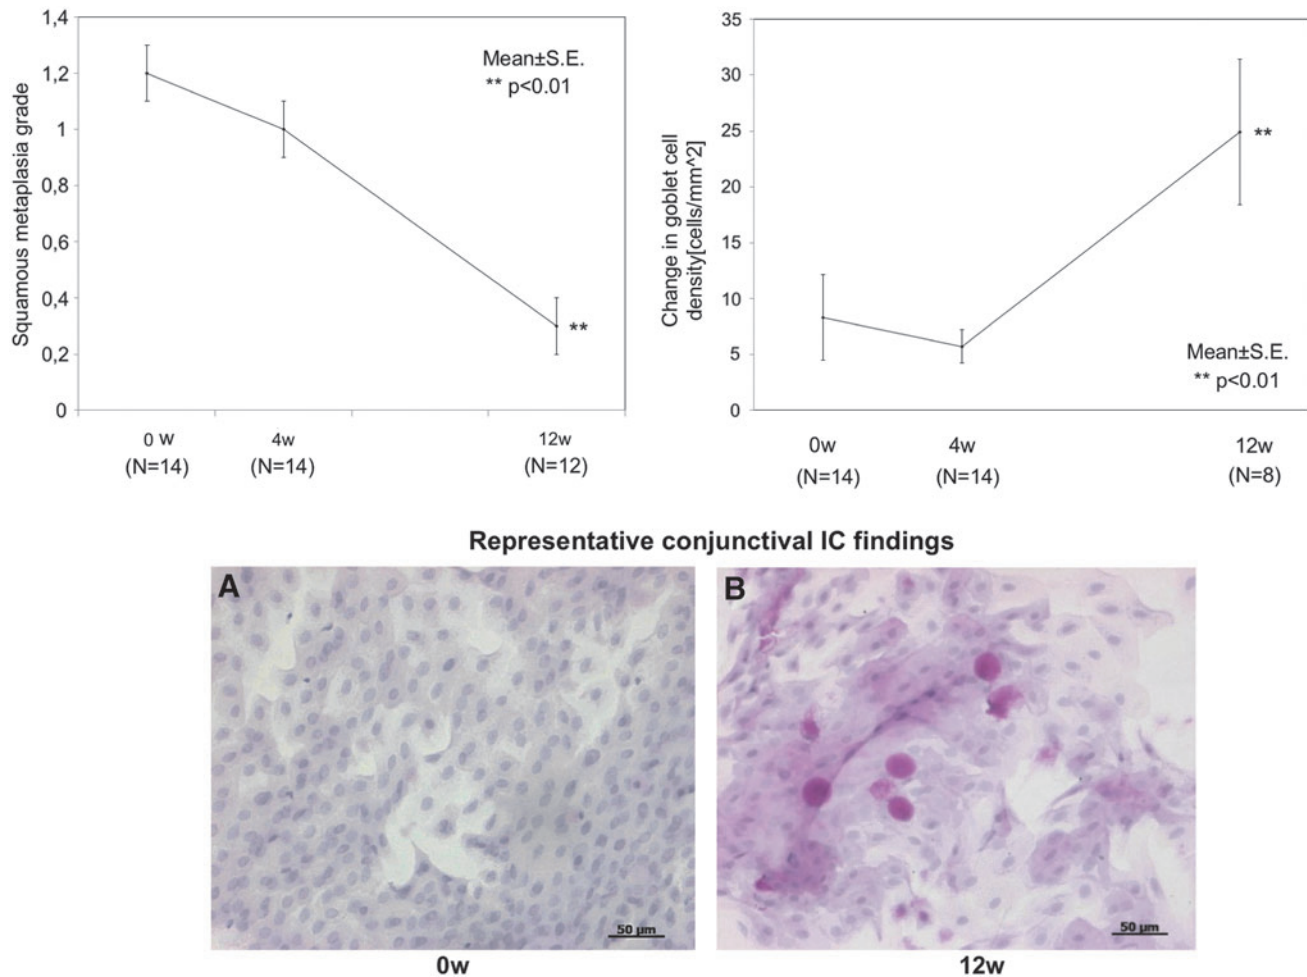 Squamous metaplasia grade
1,4
1,2
1
0,8
0,6
0,4
0,2
0
Mean±S.E.
** p<0.01
**
0 w
(N=14)
4w
(N=14)
12w
(N=12)
Change in goblet cell
density[cells/mm^2]
35
30
25
20
15
10
5
0
**
Mean±S.E.
** p<0.01
0w
(N=14)
4w
(N=14)
12w
(N=8)
Representative conjunctival IC findings
A
50 µm
0w
B
50 µm
12w